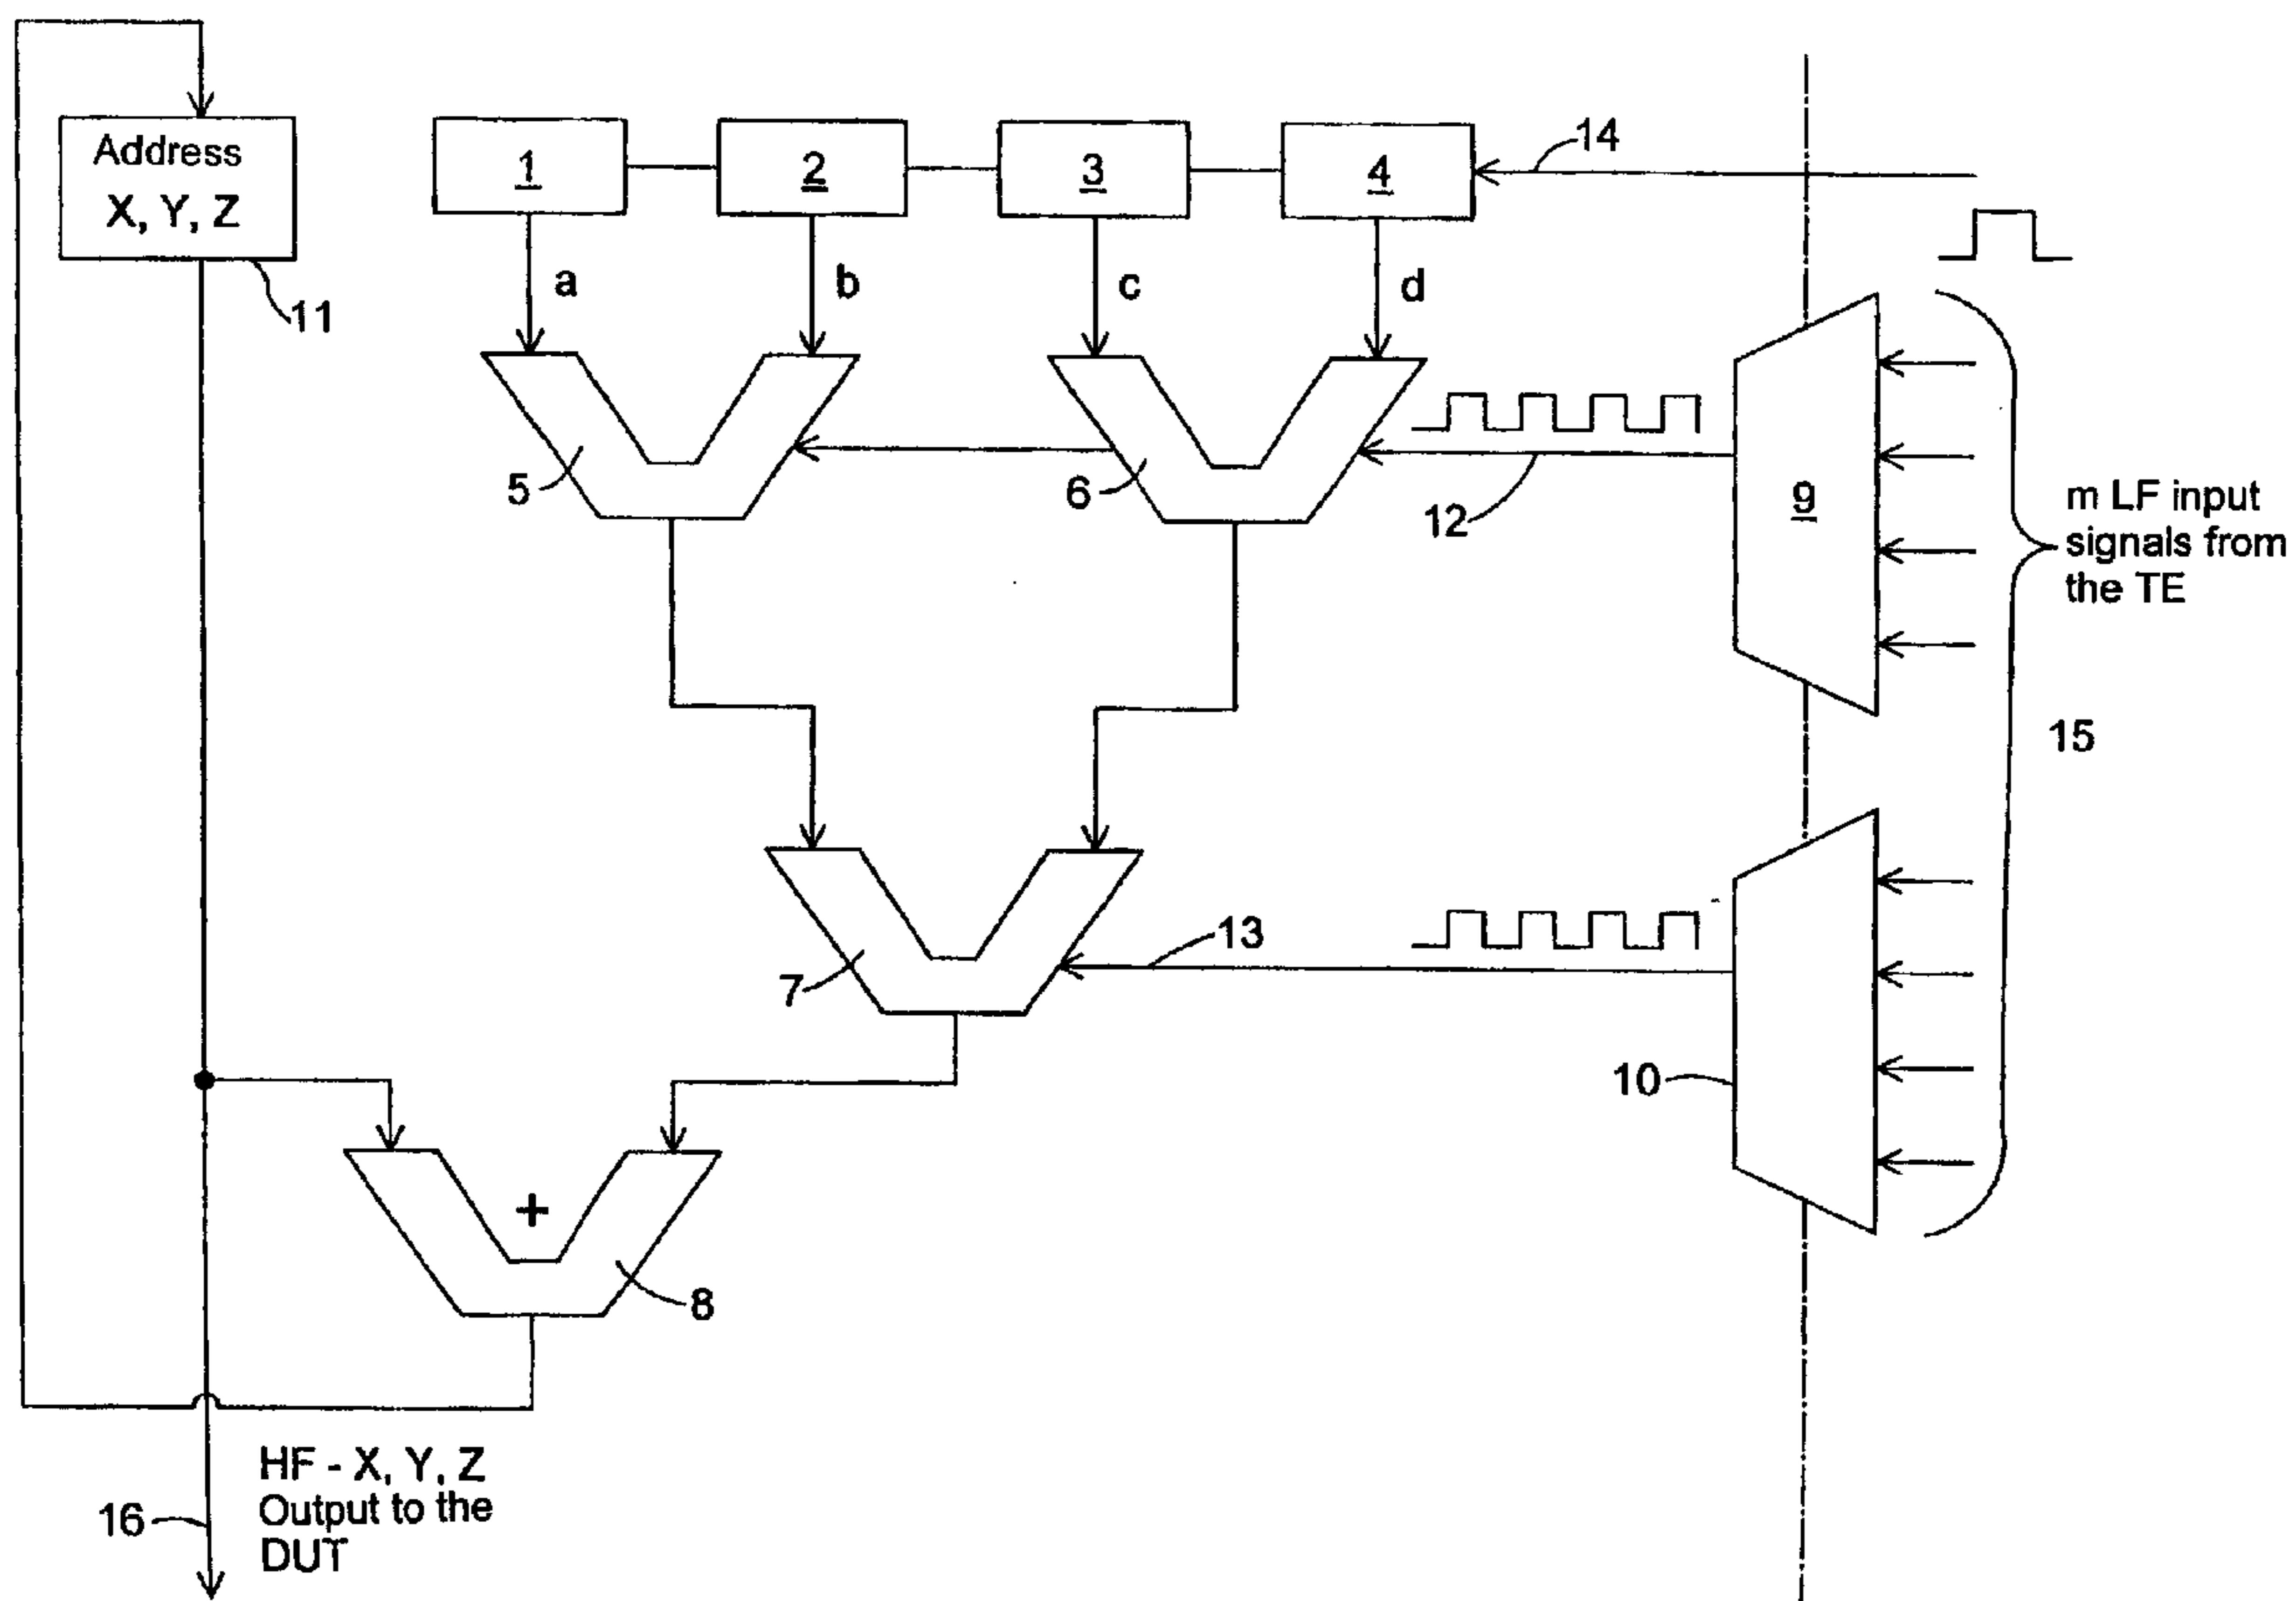 Address
X, Y, Z
11
1
2
3
4
14
a
b
c
d
5
6
12
9
m LF input
signals from
the TE
15
7
13
10
+
8
HF - X, Y, Z
Output to the
DUT
16